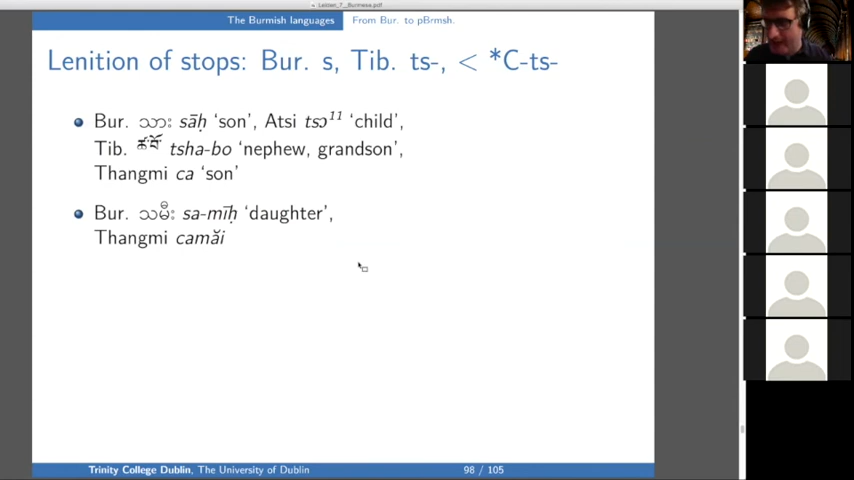 Lesson_7__Burmese.pdf
The Burmish languages From Bur. to pBrmsh.
Lenition of stops: Bur. s, Tib. ts-, < *C-ts-
Bur. သား sāḥ ‘son’, Atsi tsɔ¹¹ ‘child’,
Tib. ཚ་བོ tsha-bo ‘nephew, grandson’,
Thangmi ca ‘son’
Bur. သမီး sa-mīḥ ‘daughter’,
Thangmi camăi
Trinity College Dublin, The University of Dublin 98 / 105